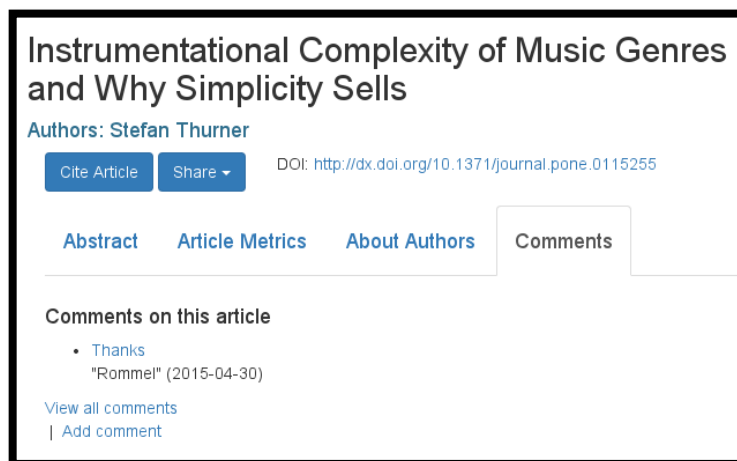 Instrumentational Complexity of Music Genres
and Why Simplicity Sells
Authors: Stefan Thurner
Cite Article Share DOI: http://dx.doi.org/10.1371/journal.pone.0115255
Abstract Article Metrics About Authors Comments
Comments on this article
• Thanks
"Rommel" (2015-04-30)
View all comments
| Add comment